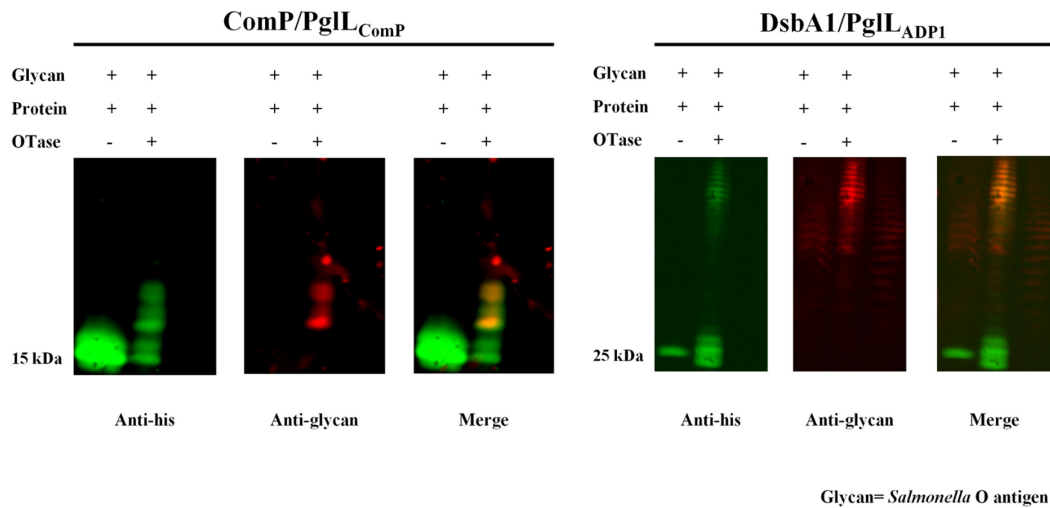 ComP/PglLComP
DsbA1/PglLADP1
Glycan + + + + + +
Protein + + + + + +
OTase - + - + - +
Glycan + + + + + +
Protein + + + + + +
OTase - + - + - +
15 kDa
25 kDa
Anti-his Anti-glycan Merge
Anti-his Anti-glycan Merge
Glycan= Salmonella O antigen